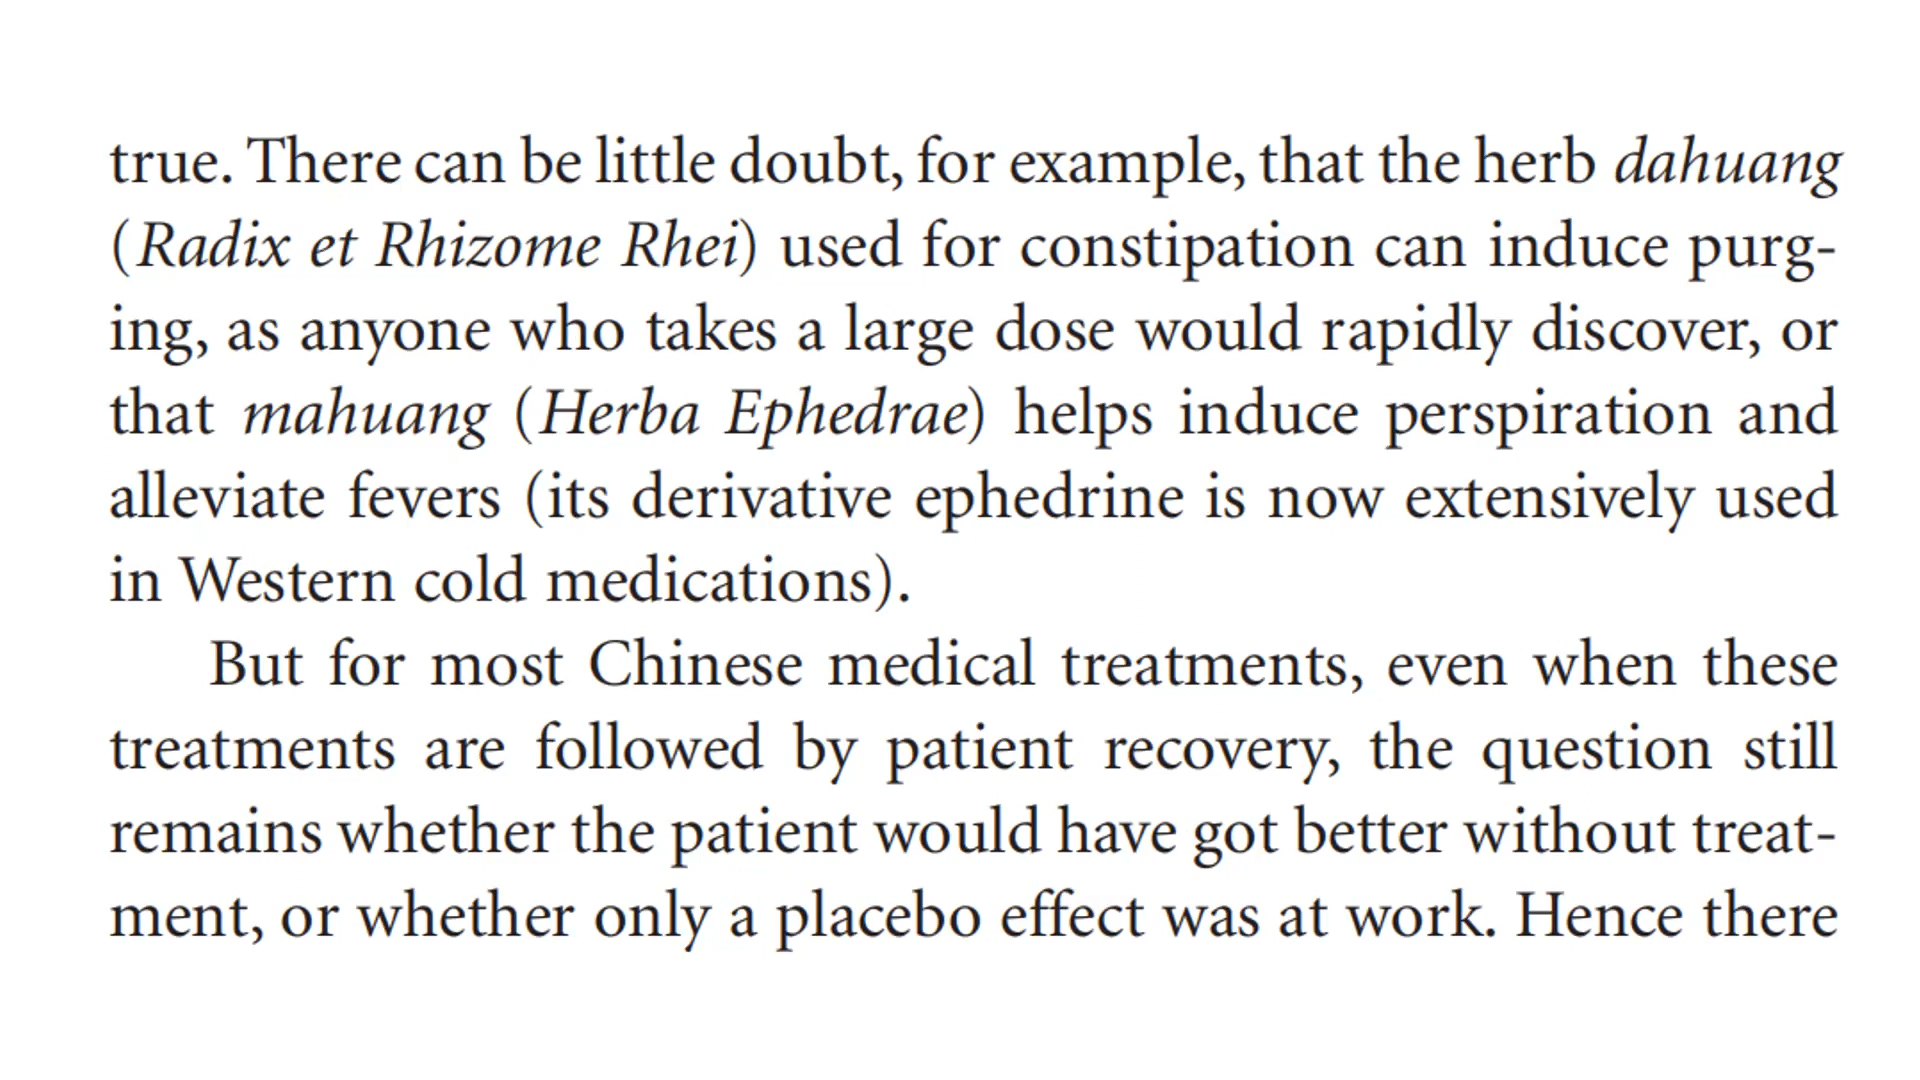 true. There can be little doubt, for example, that the herb dahuang
(Radix et Rhizome Rhei) used for constipation can induce purg-
ing, as anyone who takes a large dose would rapidly discover, or
that mahuang (Herba Ephedrae) helps induce perspiration and
alleviate fevers (its derivative ephedrine is now extensively used
in Western cold medications).
But for most Chinese medical treatments, even when these
treatments are followed by patient recovery, the question still
remains whether the patient would have got better without treat-
ment, or whether only a placebo effect was at work. Hence there